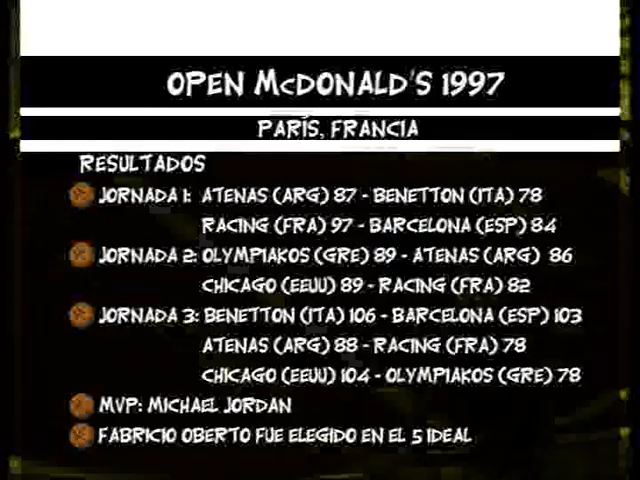 OPEN McDONALD'S 1997
PARÍS, FRANCIA
RESULTADOS
JORNADA 1: ATENAS (ARG) 87 - BENETTON (ITA) 78
RACING (FRA) 97 - BARCELONA (ESP) 84
JORNADA 2: OLYMPIAKOS (GRE) 89 - ATENAS (ARG) 86
CHICAGO (EEUU) 89 - RACING (FRA) 82
JORNADA 3: BENETTON (ITA) 106 - BARCELONA (ESP) 103
ATENAS (ARG) 88 - RACING (FRA) 78
CHICAGO (EEUU) 104 - OLYMPIAKOS (GRE) 78
MVP: MICHAEL JORDAN
FABRICIO OBERTO FUE ELEGIDO EN EL 5 IDEAL